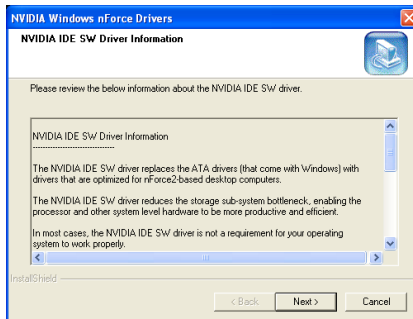 NVIDIA Windows nForce Drivers
NVIDIA IDE SW Driver Information
Please review the below information about the NVIDIA IDE SW driver.
NVIDIA IDE SW Driver Information
--------------------------------
The NVIDIA IDE SW driver replaces the ATA drivers (that come with Windows) with
drivers that are optimized for nForce2-based desktop computers.
The NVIDIA IDE SW driver reduces the storage sub-system bottleneck, enabling the
processor and other system level hardware to be more productive and efficient.
In most cases, the NVIDIA IDE SW driver is not a requirement for your operating
system to work properly.
InstallShield
< Back
Next >
Cancel